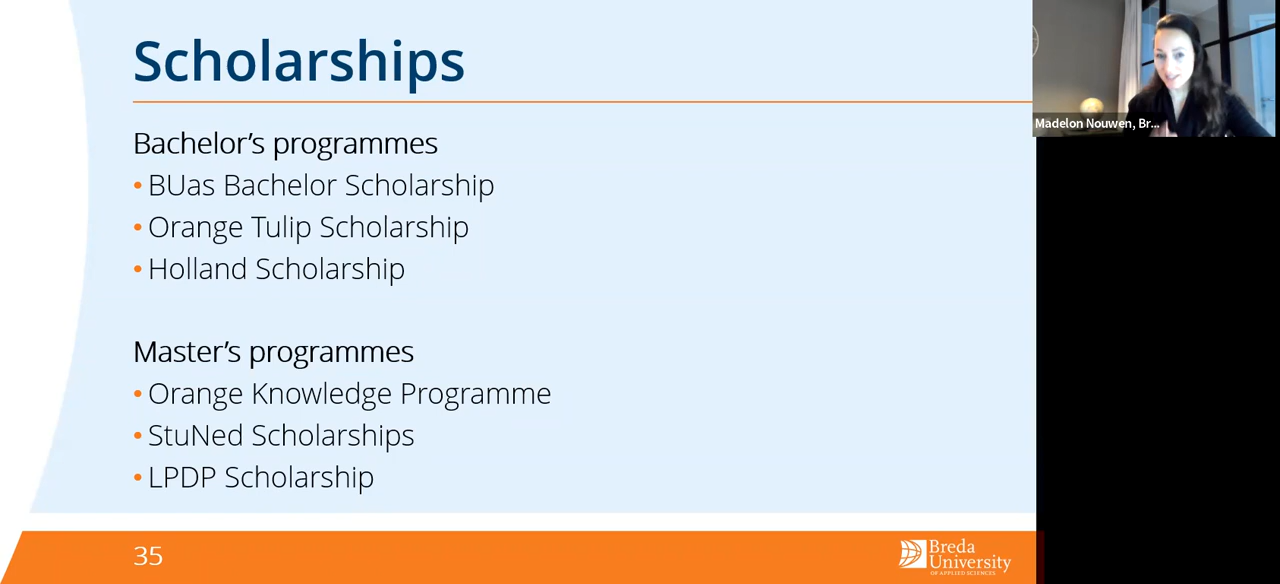 Scholarships
Bachelor's programmes
• BUas Bachelor Scholarship
• Orange Tulip Scholarship
• Holland Scholarship
Master's programmes
• Orange Knowledge Programme
• StuNed Scholarships
• LPDP Scholarship
35
Breda
University
OF APPLIED SCIENCES
Madelon Nouwen, Br...